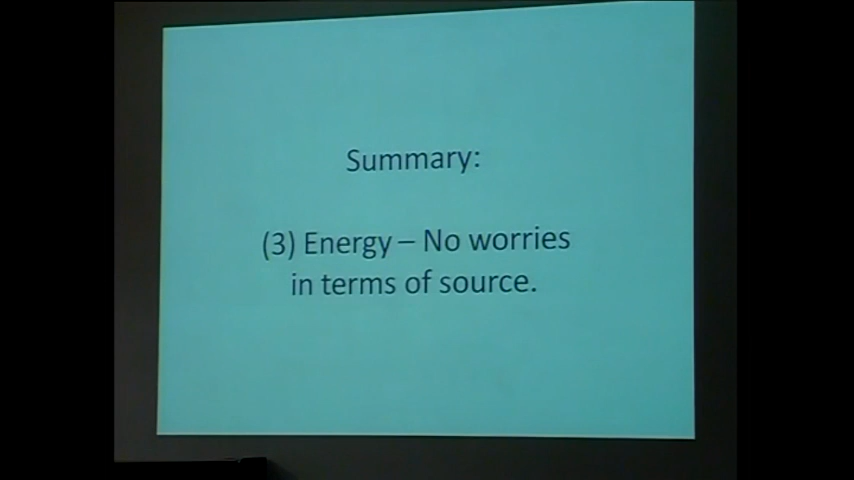 Summary:
(3) Energy – No worries
in terms of source.